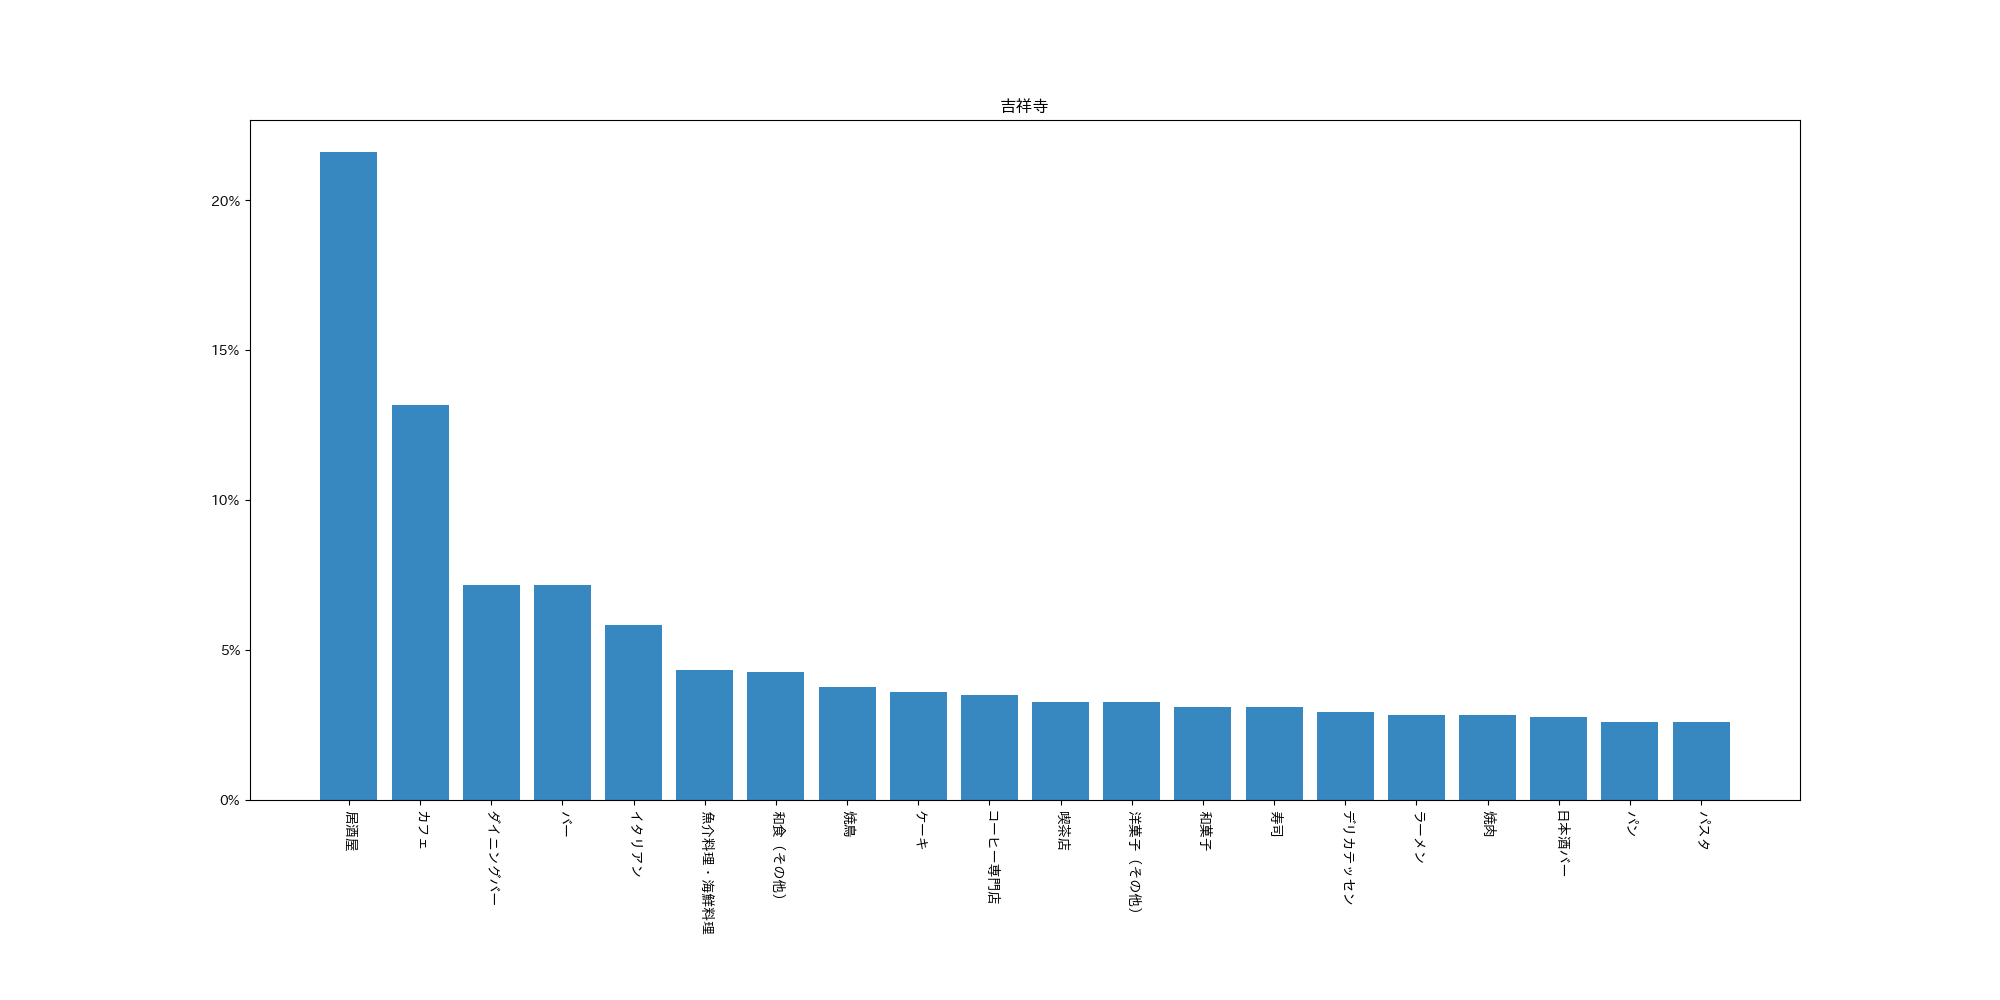 吉祥寺
20%
15%
10%
5%
0%
居酒屋
カフェ
ダイニングバー
バー
イタリアン
魚介料理・海鮮料理
和食（その他）
焼鳥
ケーキ
コーヒー専門店
喫茶店
洋菓子（その他）
和菓子
寿司
デリカテッセン
ラーメン
焼肉
日本酒バー
パン
パスタ